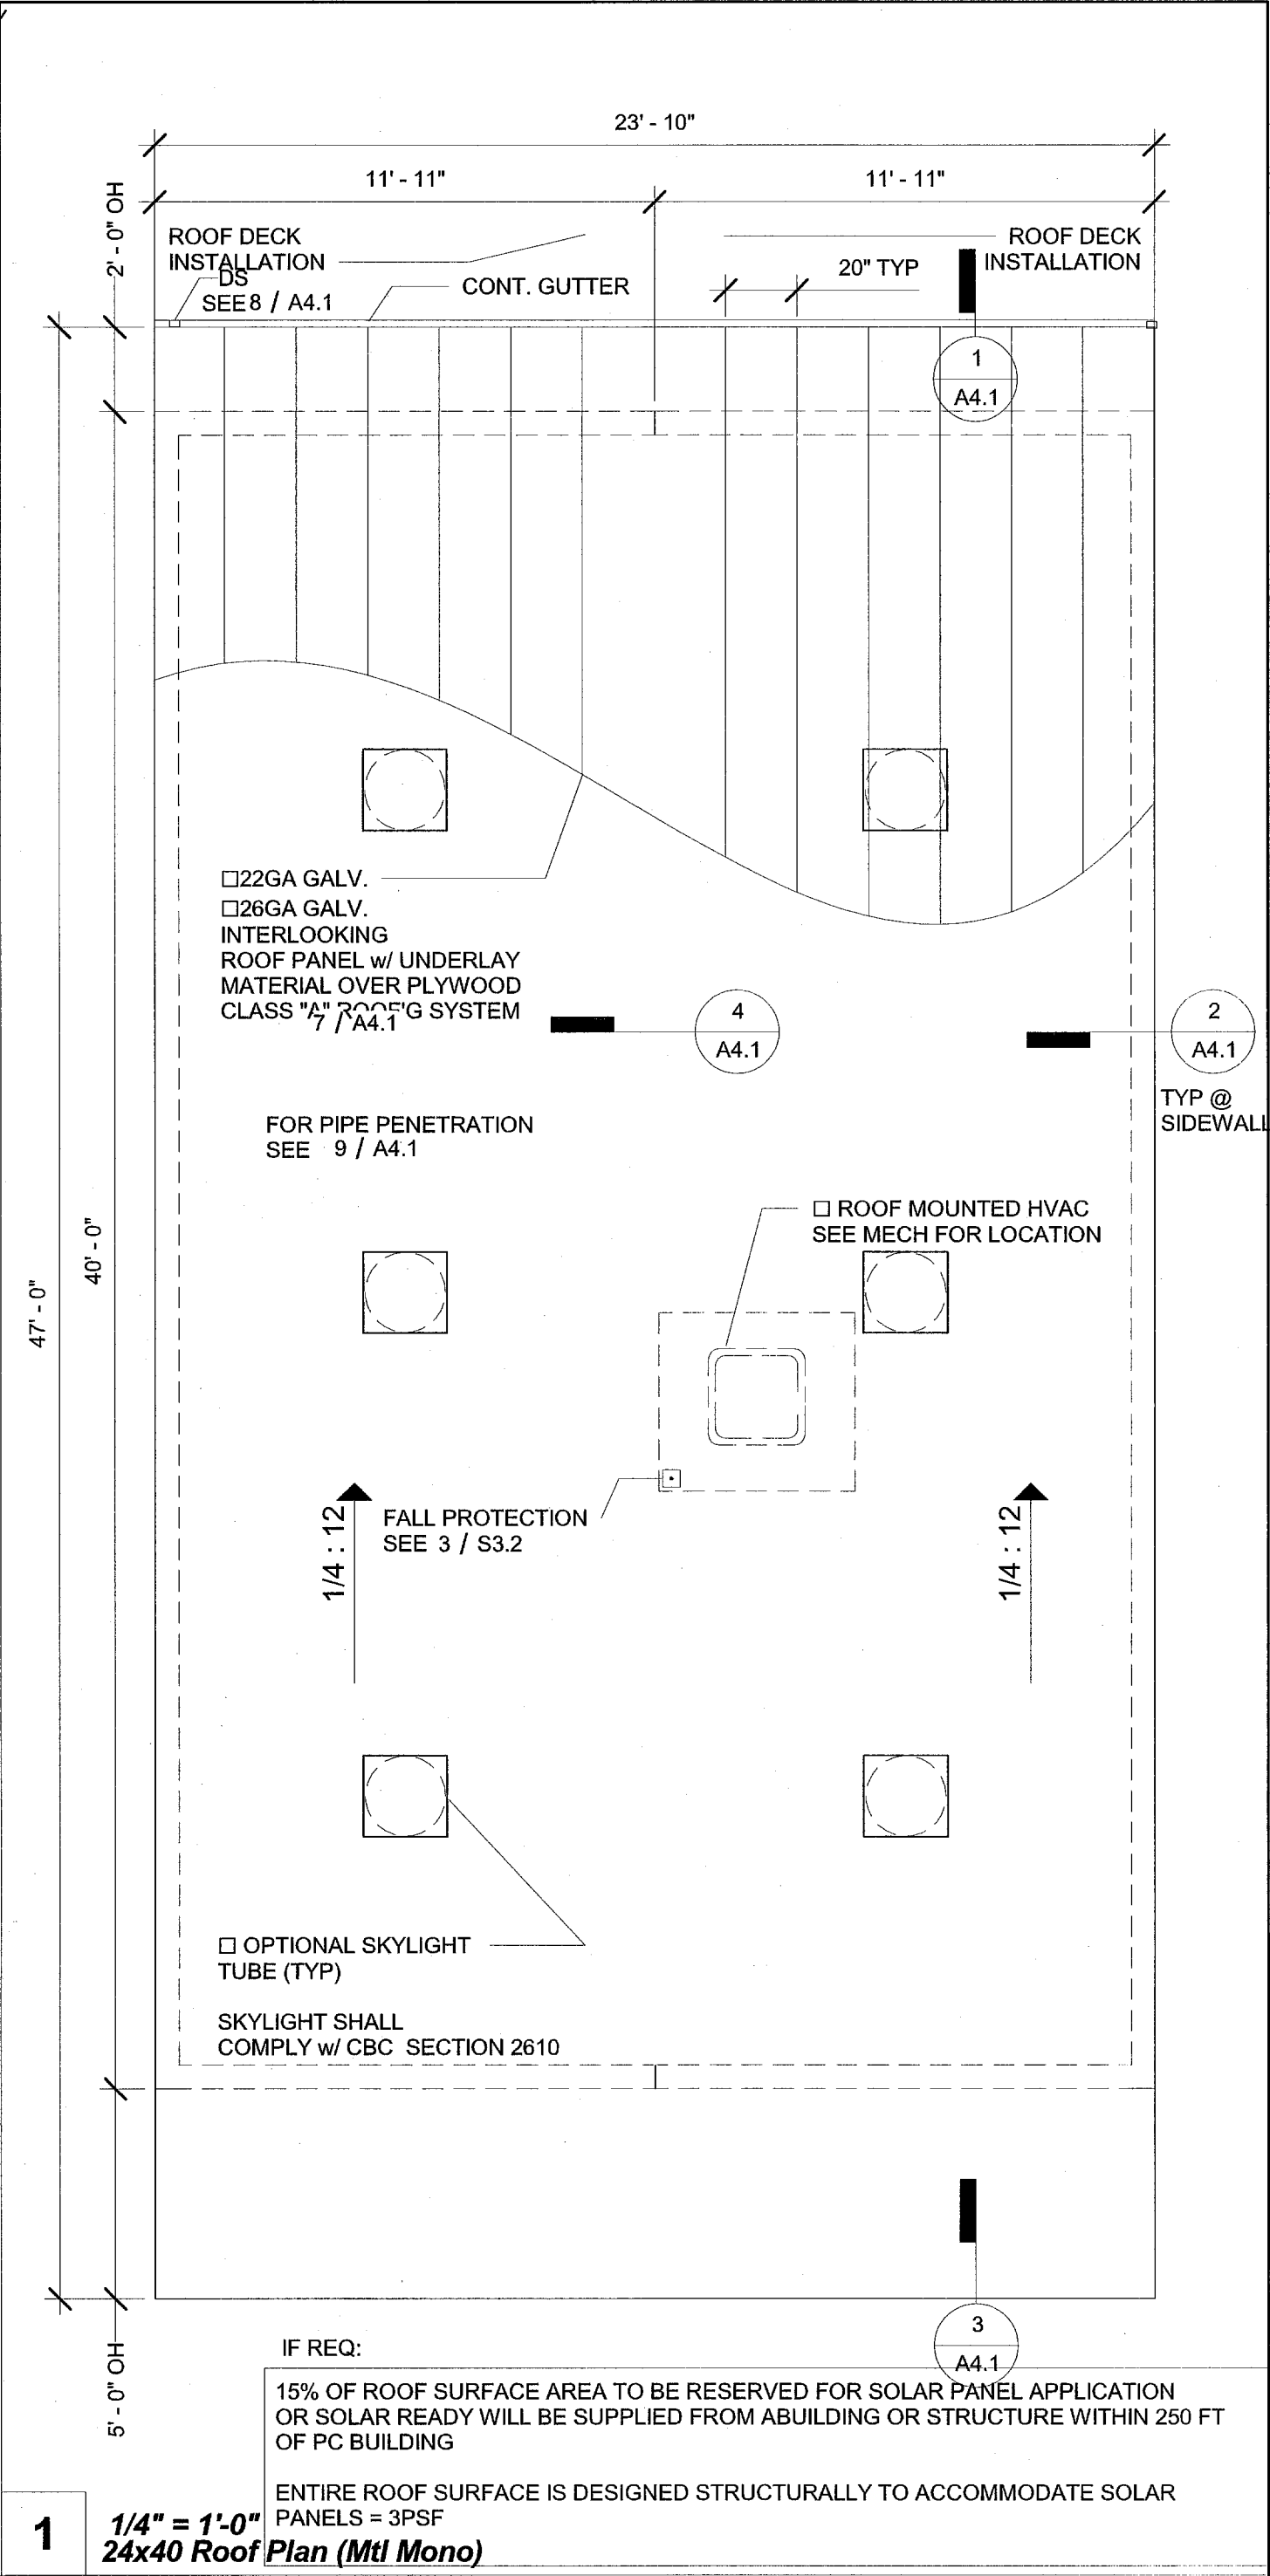 23' - 10"
11' - 11"
11' - 11"
2' - 0" OH
ROOF DECK
INSTALLATION
ROOF DECK
INSTALLATION
DS
SEE 8 / A4.1
CONT. GUTTER
20" TYP
1
A4.1
22GA GALV.
26GA GALV.
INTERLOOKING
ROOF PANEL w/ UNDERLAY
MATERIAL OVER PLYWOOD
CLASS "A" ROOF'G SYSTEM
7 / A4.1
4
A4.1
2
A4.1
TYP @
SIDEWALL
FOR PIPE PENETRATION
SEE 9 / A4.1
ROOF MOUNTED HVAC
SEE MECH FOR LOCATION
40' - 0"
47' - 0"
FALL PROTECTION
SEE 3 / S3.2
1/4 : 12
1/4 : 12
OPTIONAL SKYLIGHT
TUBE (TYP)
SKYLIGHT SHALL
COMPLY w/ CBC SECTION 2610
3
A4.1
5' - 0" OH
IF REQ:
15% OF ROOF SURFACE AREA TO BE RESERVED FOR SOLAR PANEL APPLICATION
OR SOLAR READY WILL BE SUPPLIED FROM ABUILDING OR STRUCTURE WITHIN 250 FT
OF PC BUILDING
ENTIRE ROOF SURFACE IS DESIGNED STRUCTURALLY TO ACCOMMODATE SOLAR
PANELS = 3PSF
1
1/4" = 1'-0"
24x40 Roof Plan (Mtl Mono)